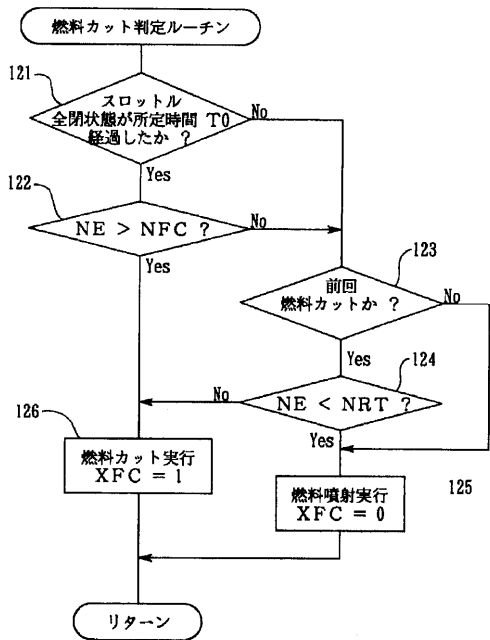 燃料カット判定ルーチン
121
スロットル
全閉状態が所定時間 T0
経過したか ?
No
Yes
122
NE > NFC ?
No
Yes
123
前回
燃料カットか ?
No
Yes
124
NE < NRT ?
No
Yes
126
燃料カット実行
XFC = 1
燃料噴射実行
XFC = 0
125
リターン